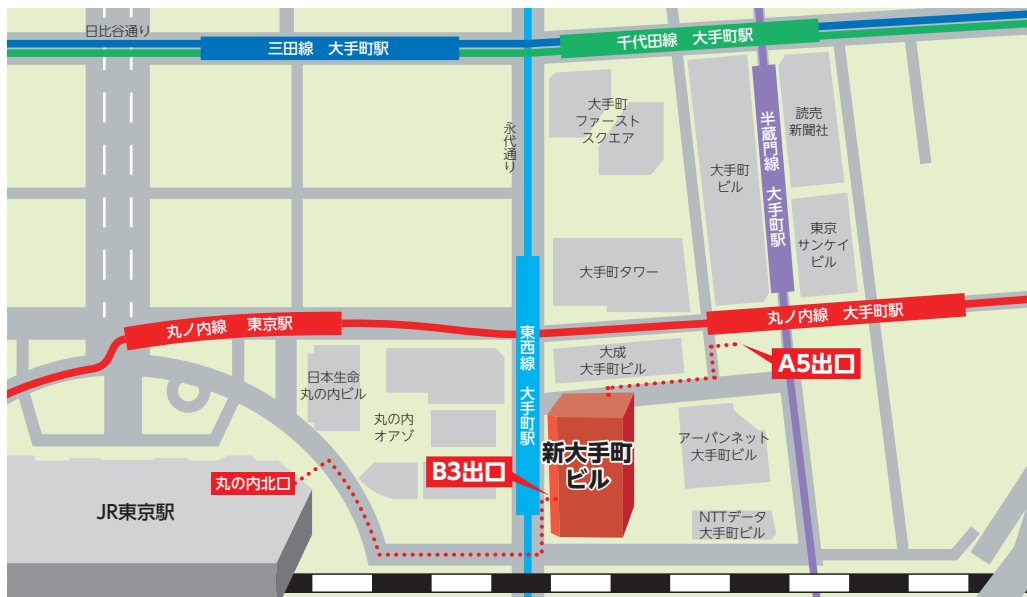 日比谷通り
三田線　大手町駅
千代田線　大手町駅
永代通り
大手町
ファースト
スクエア
大手町
ビル
半蔵門線　大手町駅
読売
新聞社
東京
サンケイ
ビル
大手町タワー
丸ノ内線　東京駅
丸ノ内線　大手町駅
東西線　大手町駅
大成
大手町ビル
A5出口
日本生命
丸の内ビル
丸の内
オアゾ
アーバンネット
大手町ビル
新大手町
ビル
B3出口
丸の内北口
JR東京駅
NTTデータ
大手町ビル